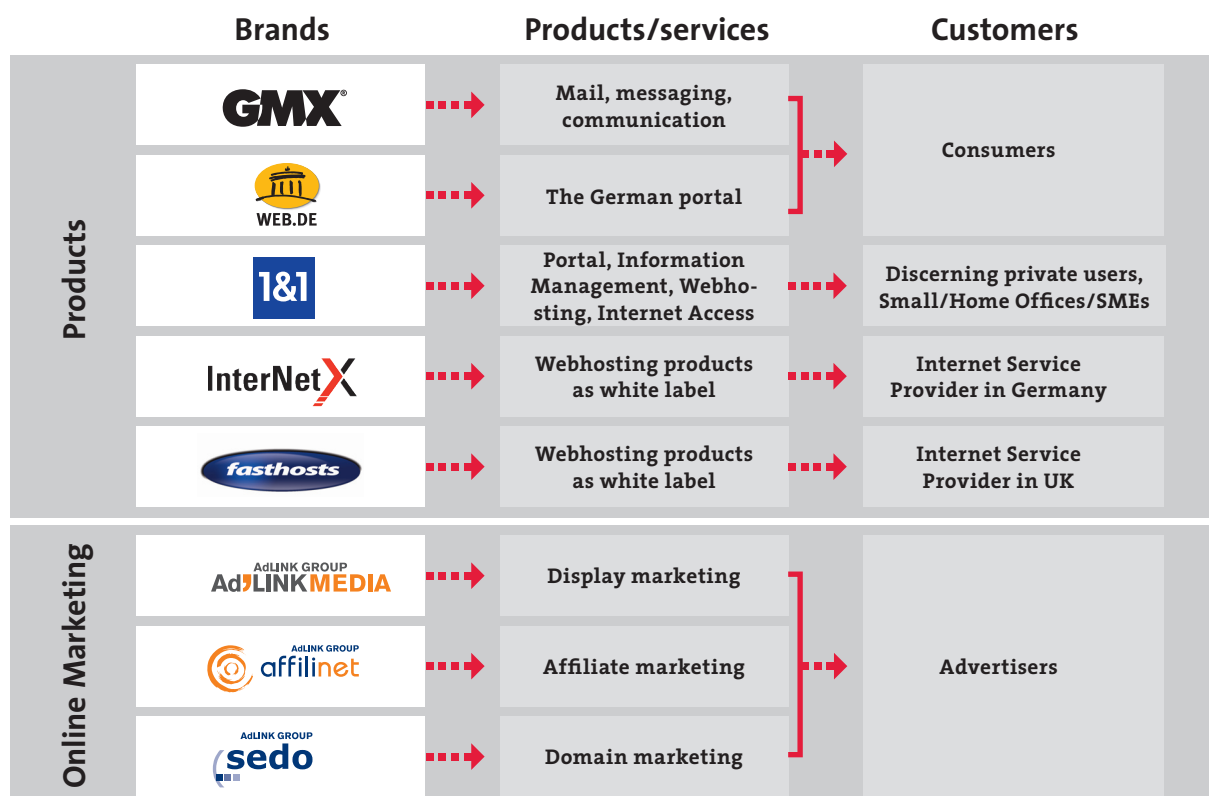 Brands Products/services Customers
Products
GMX®
Mail, messaging,
communication
Consumers
WEB.DE
The German portal
1&1
Portal, Information
Management, Webho-
sting, Internet Access
Discerning private users,
Small/Home Offices/SMEs
InterNetX
Webhosting products
as white label
Internet Service
Provider in Germany
fasthosts
Webhosting products
as white label
Internet Service
Provider in UK
Online Marketing
AdLINK GROUP
Ad'LINKMEDIA
Display marketing
Advertisers
AdLINK GROUP
affilinet
Affiliate marketing
AdLINK GROUP
sedo
Domain marketing